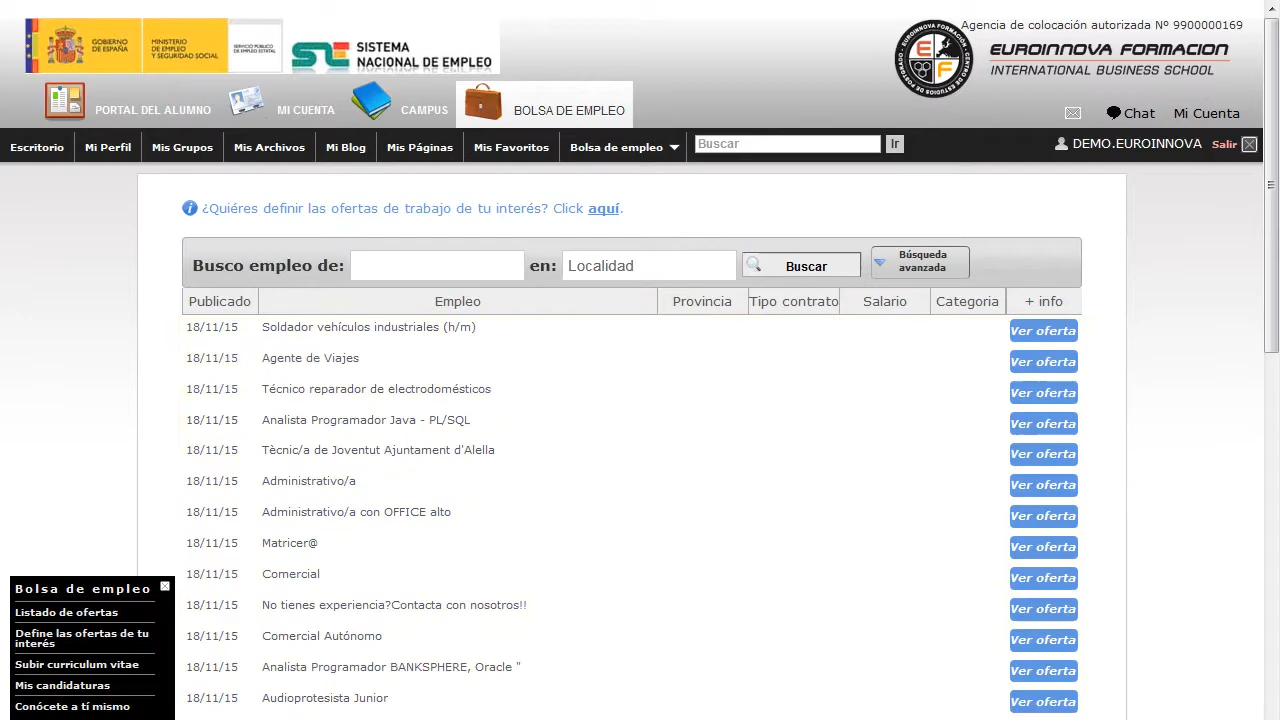 Agencia de colocación autorizada Nº 9900000169
GOBIERNO DE ESPAÑA
MINISTERIO DE EMPLEO Y SEGURIDAD SOCIAL
SERVICIO PÚBLICO DE EMPLEO ESTATAL
SISTEMA NACIONAL DE EMPLEO
EUROINNOVA FORMACION
INTERNATIONAL BUSINESS SCHOOL
PORTAL DEL ALUMNO MI CUENTA CAMPUS BOLSA DE EMPLEO
Chat Mi Cuenta
Escritorio Mi Perfil Mis Grupos Mis Archivos Mi Blog Mis Páginas Mis Favoritos Bolsa de empleo Buscar Ir DEMO.EUROINNOVA Salir
¿Quiéres definir las ofertas de trabajo de tu interés? Click aquí.
Busco empleo de: en: Localidad Buscar Búsqueda avanzada
Publicado Empleo Provincia Tipo contrato Salario Categoria + info
18/11/15 Soldador vehículos industriales (h/m) Ver oferta
18/11/15 Agente de Viajes Ver oferta
18/11/15 Técnico reparador de electrodomésticos Ver oferta
18/11/15 Analista Programador Java - PL/SQL Ver oferta
18/11/15 Tècnic/a de Joventut Ajuntament d'Alella Ver oferta
18/11/15 Administrativo/a Ver oferta
18/11/15 Administrativo/a con OFFICE alto Ver oferta
18/11/15 Matricer@ Ver oferta
18/11/15 Comercial Ver oferta
18/11/15 No tienes experiencia?Contacta con nosotros!! Ver oferta
18/11/15 Comercial Autónomo Ver oferta
18/11/15 Analista Programador BANKSPHERE, Oracle " Ver oferta
18/11/15 Audioprotesista Junior Ver oferta
Bolsa de empleo
Listado de ofertas
Define las ofertas de tu
interés
Subir curriculum vitae
Mis candidaturas
Conócete a tí mismo